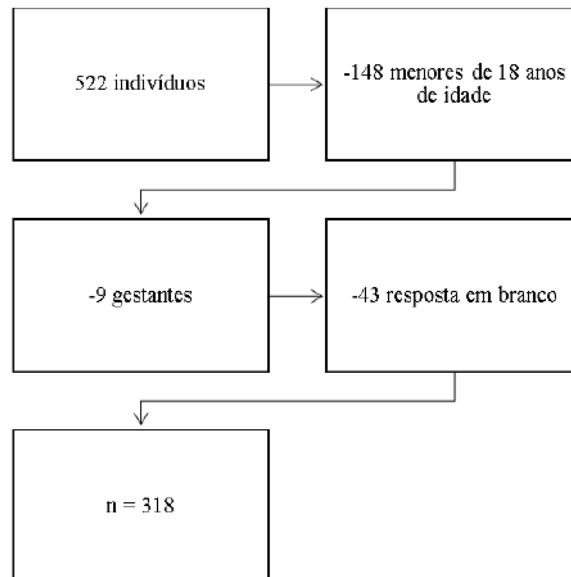 522 indivíduos
-148 menores de 18 anos
de idade
-9 gestantes
-43 resposta em branco
n = 318